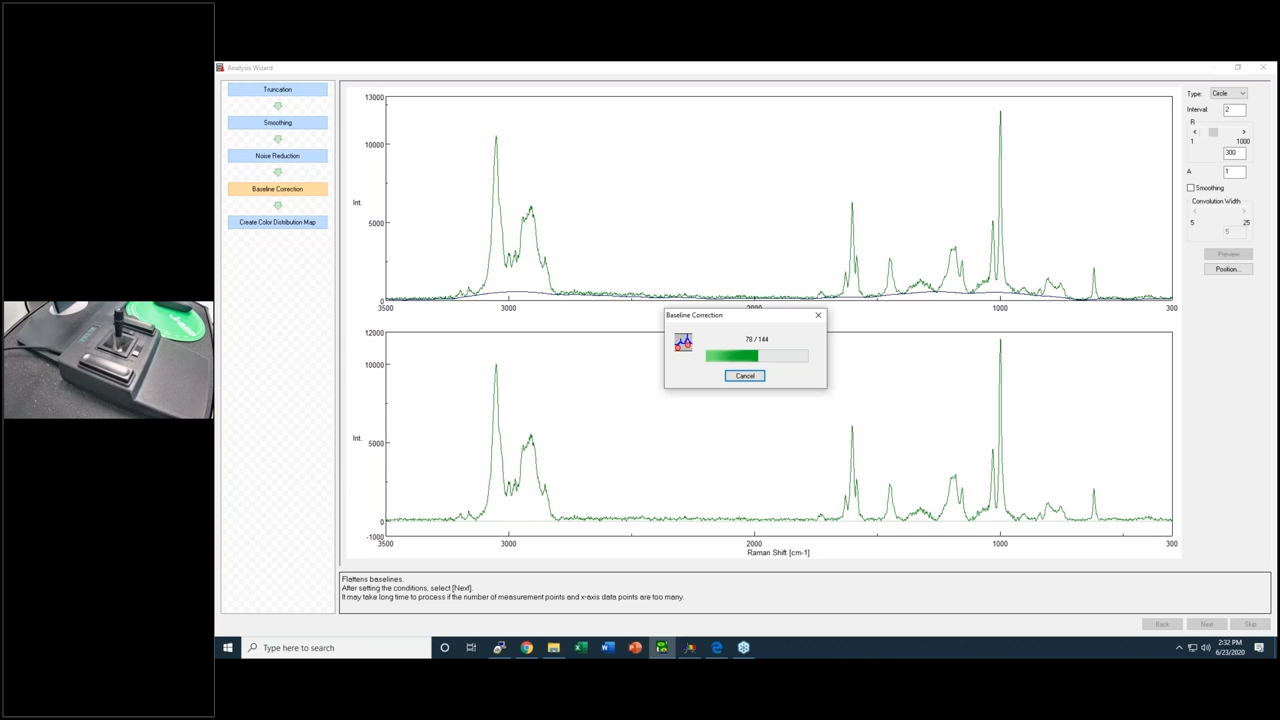 Analysis Wizard
Truncation
Smoothing
Noise Reduction
Baseline Correction
Create Color Distribution Map
13000
10000
Int.
5000
0
3500
3000
2000
1000
300
12000
10000
Int.
5000
0
-1000
3500
3000
2000
1000
300
Raman Shift [cm-1]
Baseline Correction
78 / 144
Cancel
Type:
Circle
Interval:
2
R
<
>
1
1000
300
A
1
Smoothing
Convolution Width
<
>
5
25
5
Preview
Position...
Flattens baselines.
After setting the conditions, select [Next].
It may take long time to process if the number of measurement points and x-axis data points are too many.
Back
Next
Skip
Type here to search
2:32 PM
6/23/2020